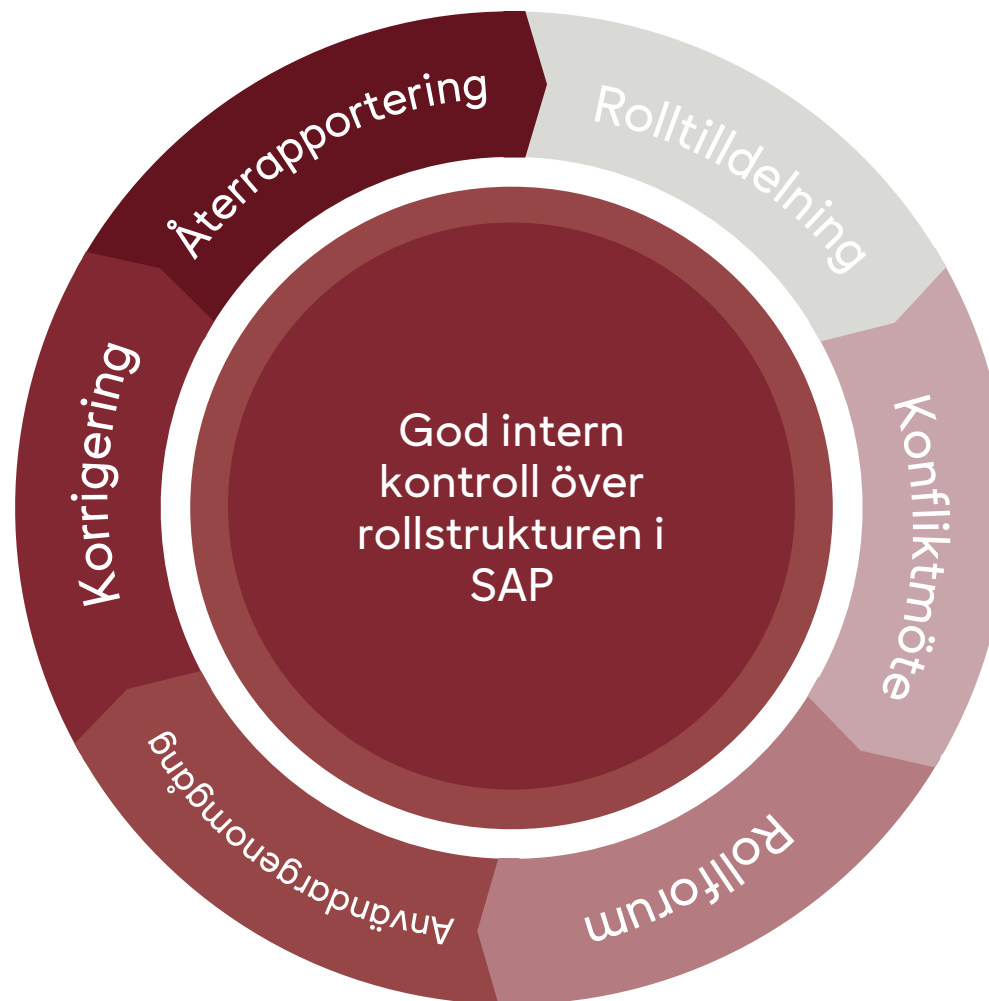 Rolltilldelning
Konfliktmöte
Rollforum
Användargenomgång
Korrigering
Återrapportering
God intern
kontroll över
rollstrukturen i
SAP